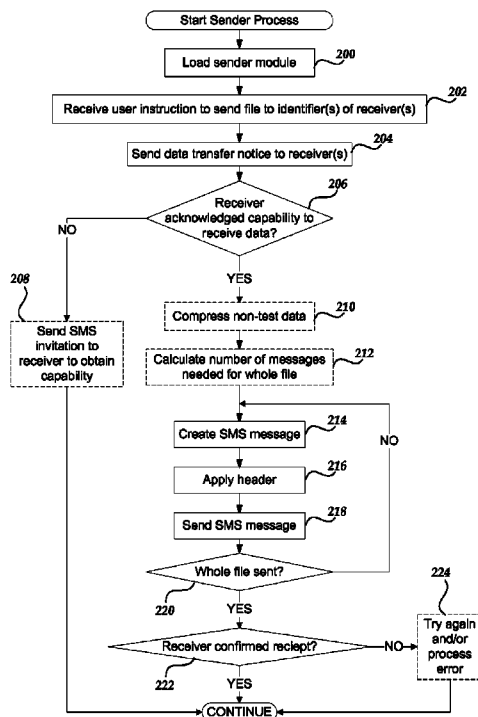 Start Sender Process
Load sender module
200
Receive user instruction to send file to identifier(s) of receiver(s)
202
Send data transfer notice to receiver(s)
204
206
Receiver
acknowledged capability to
receive data?
NO
YES
208
Send SMS
invitation to
receiver to obtain
capability
Compress non-test data
210
Calculate number of messages
needed for whole file
212
Create SMS message
214
NO
Apply header
216
Send SMS message
218
Whole file sent?
220
YES
224
Try again
and/or
process
error
Receiver confirmed reciept?
NO
222
YES
CONTINUE